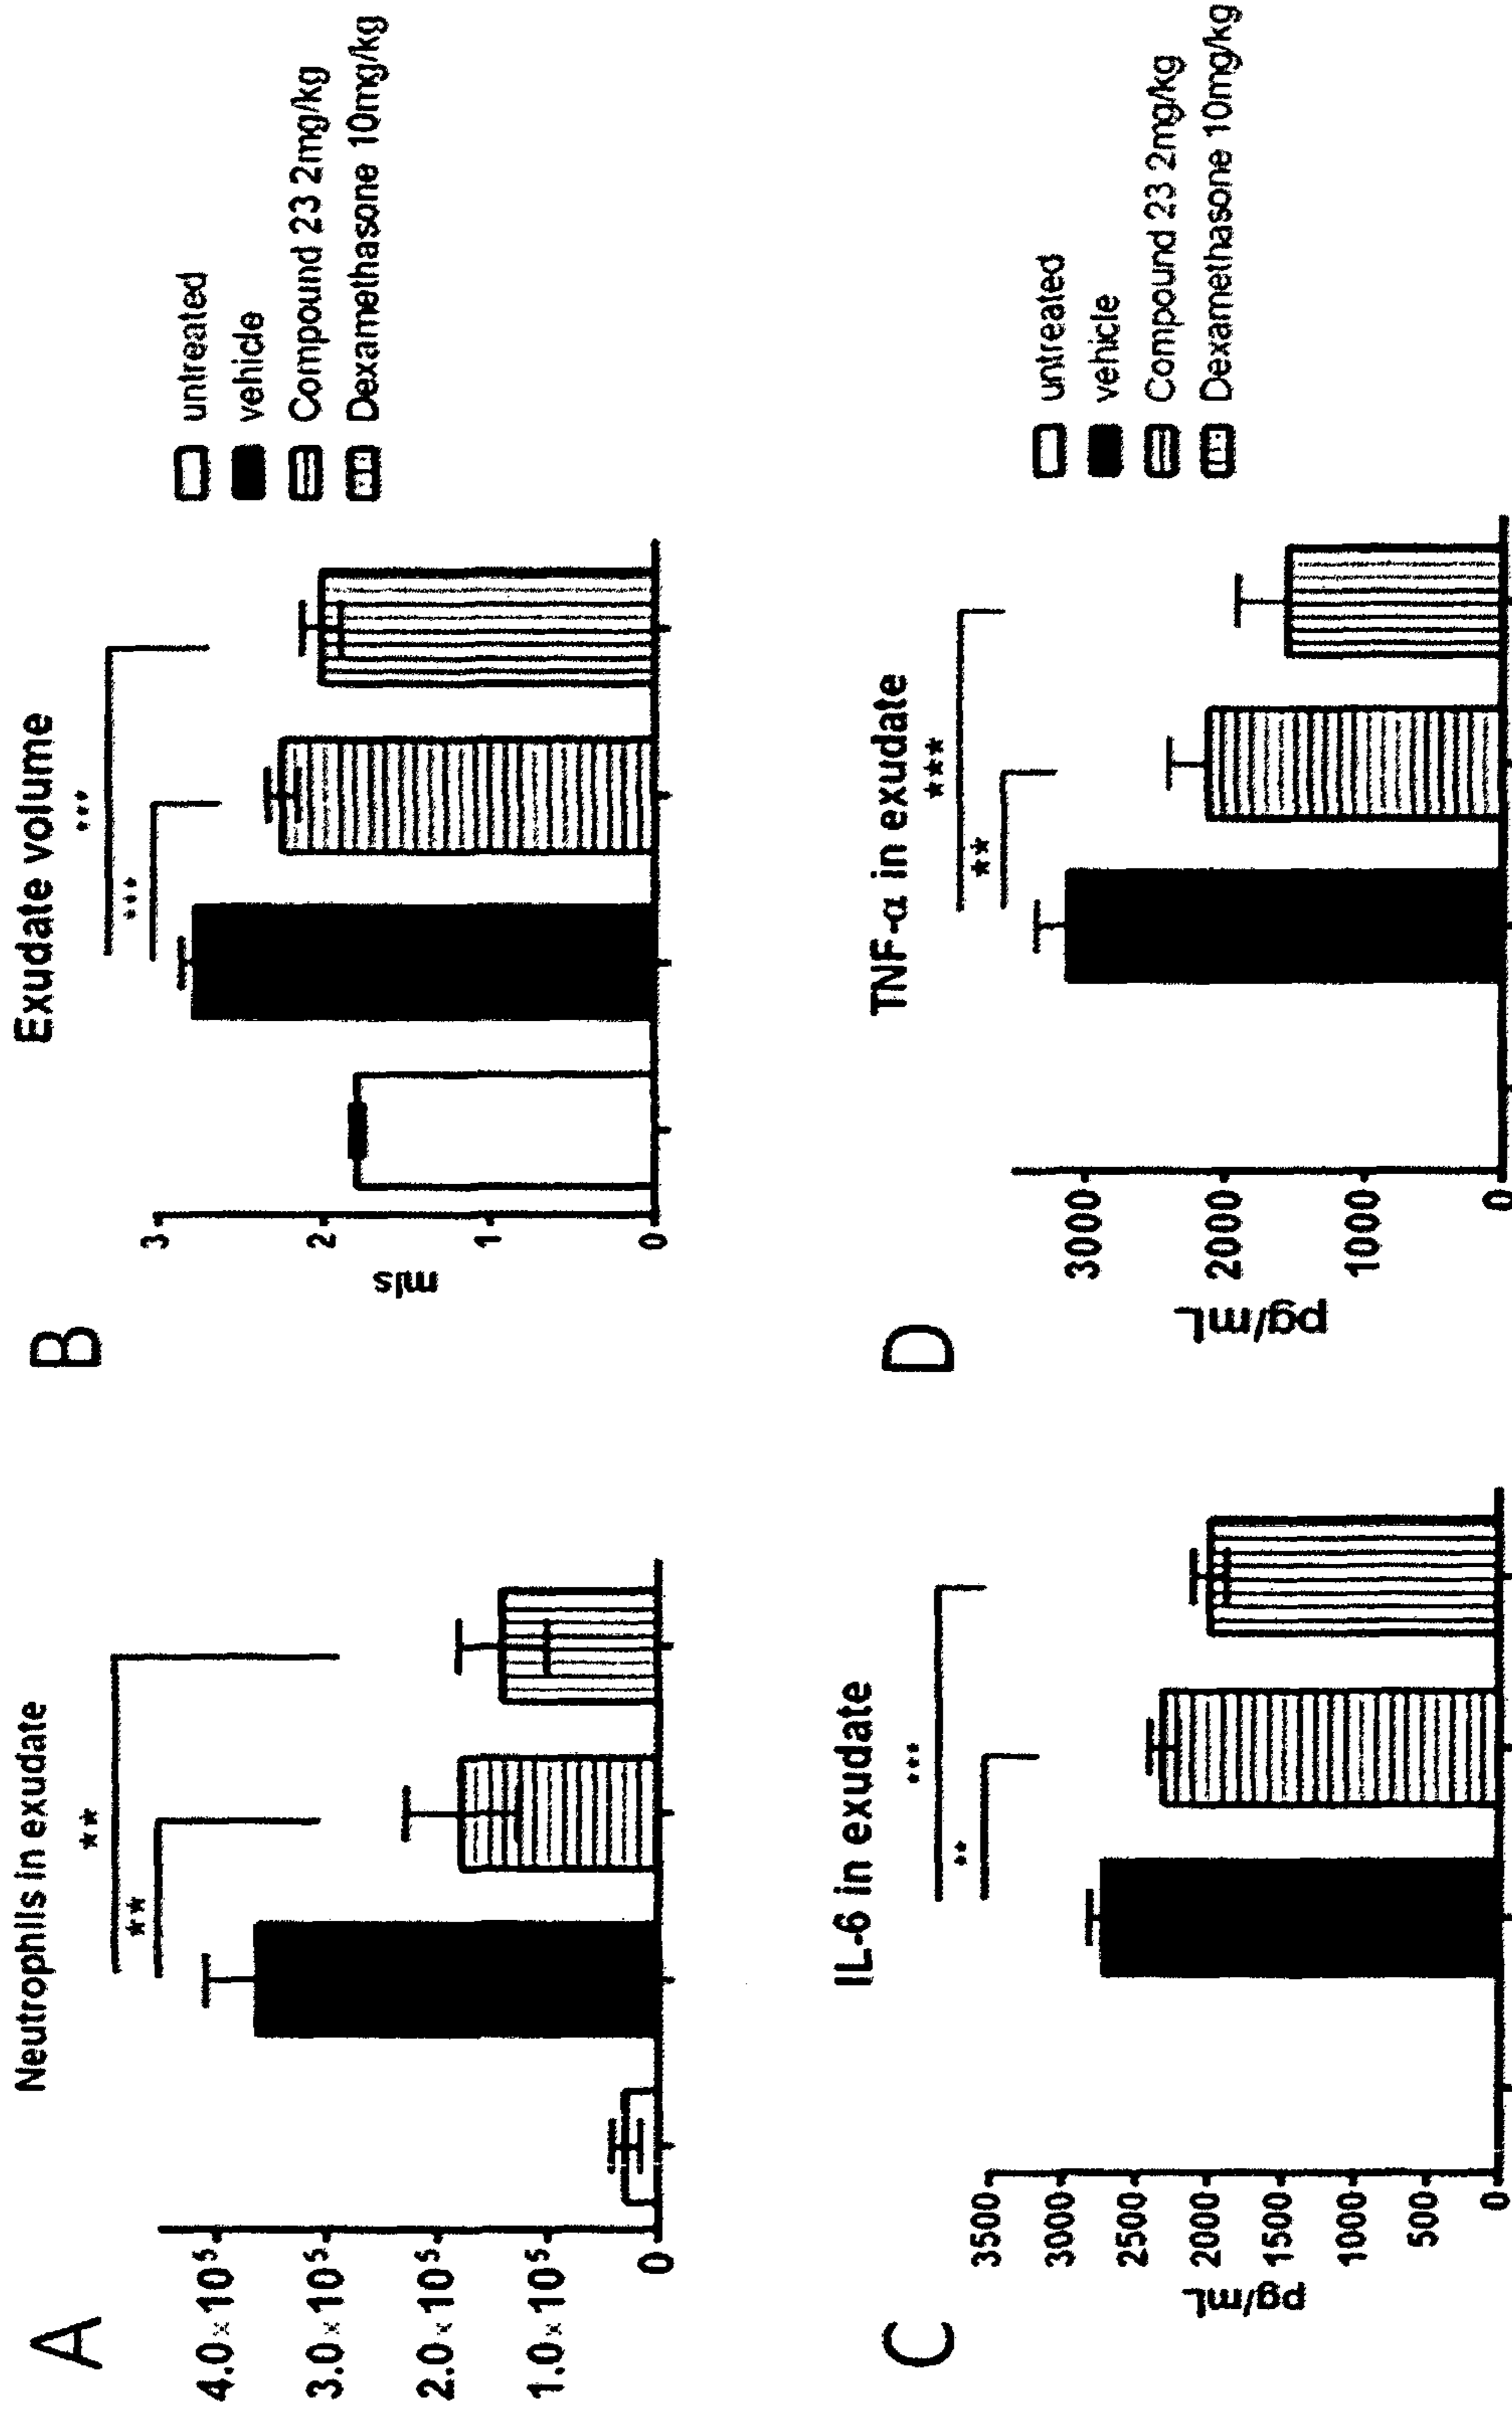 A
Neutrophils in exudate
4.0×10⁵
3.0×10⁵
2.0×10⁵
1.0×10⁵
0
**
**
B
Exudate volume
mls
3
2
1
0
***
***
untreated
vehicle
Compound 23 2mg/kg
Dexamethasone 10mg/kg
C
IL-6 in exudate
pg/mL
3500
3000
2500
2000
1500
1000
500
0
***
**
D
TNF-α in exudate
pg/mL
3000
2000
1000
0
***
**
untreated
vehicle
Compound 23 2mg/kg
Dexamethasone 10mg/kg